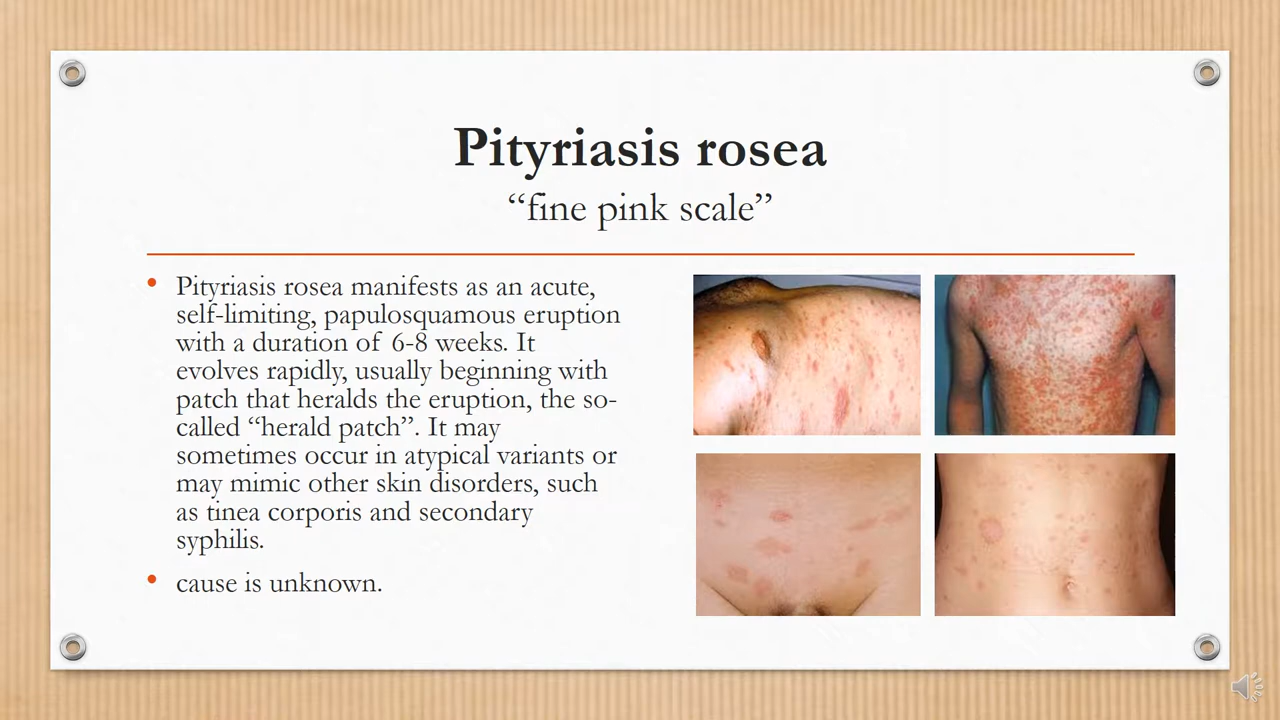 Pityriasis rosea
“fine pink scale”
• Pityriasis rosea manifests as an acute,
self-limiting, papulosquamous eruption
with a duration of 6-8 weeks. It
evolves rapidly, usually beginning with
patch that heralds the eruption, the so-
called “herald patch”. It may
sometimes occur in atypical variants or
may mimic other skin disorders, such
as tinea corporis and secondary
syphilis.
• cause is unknown.